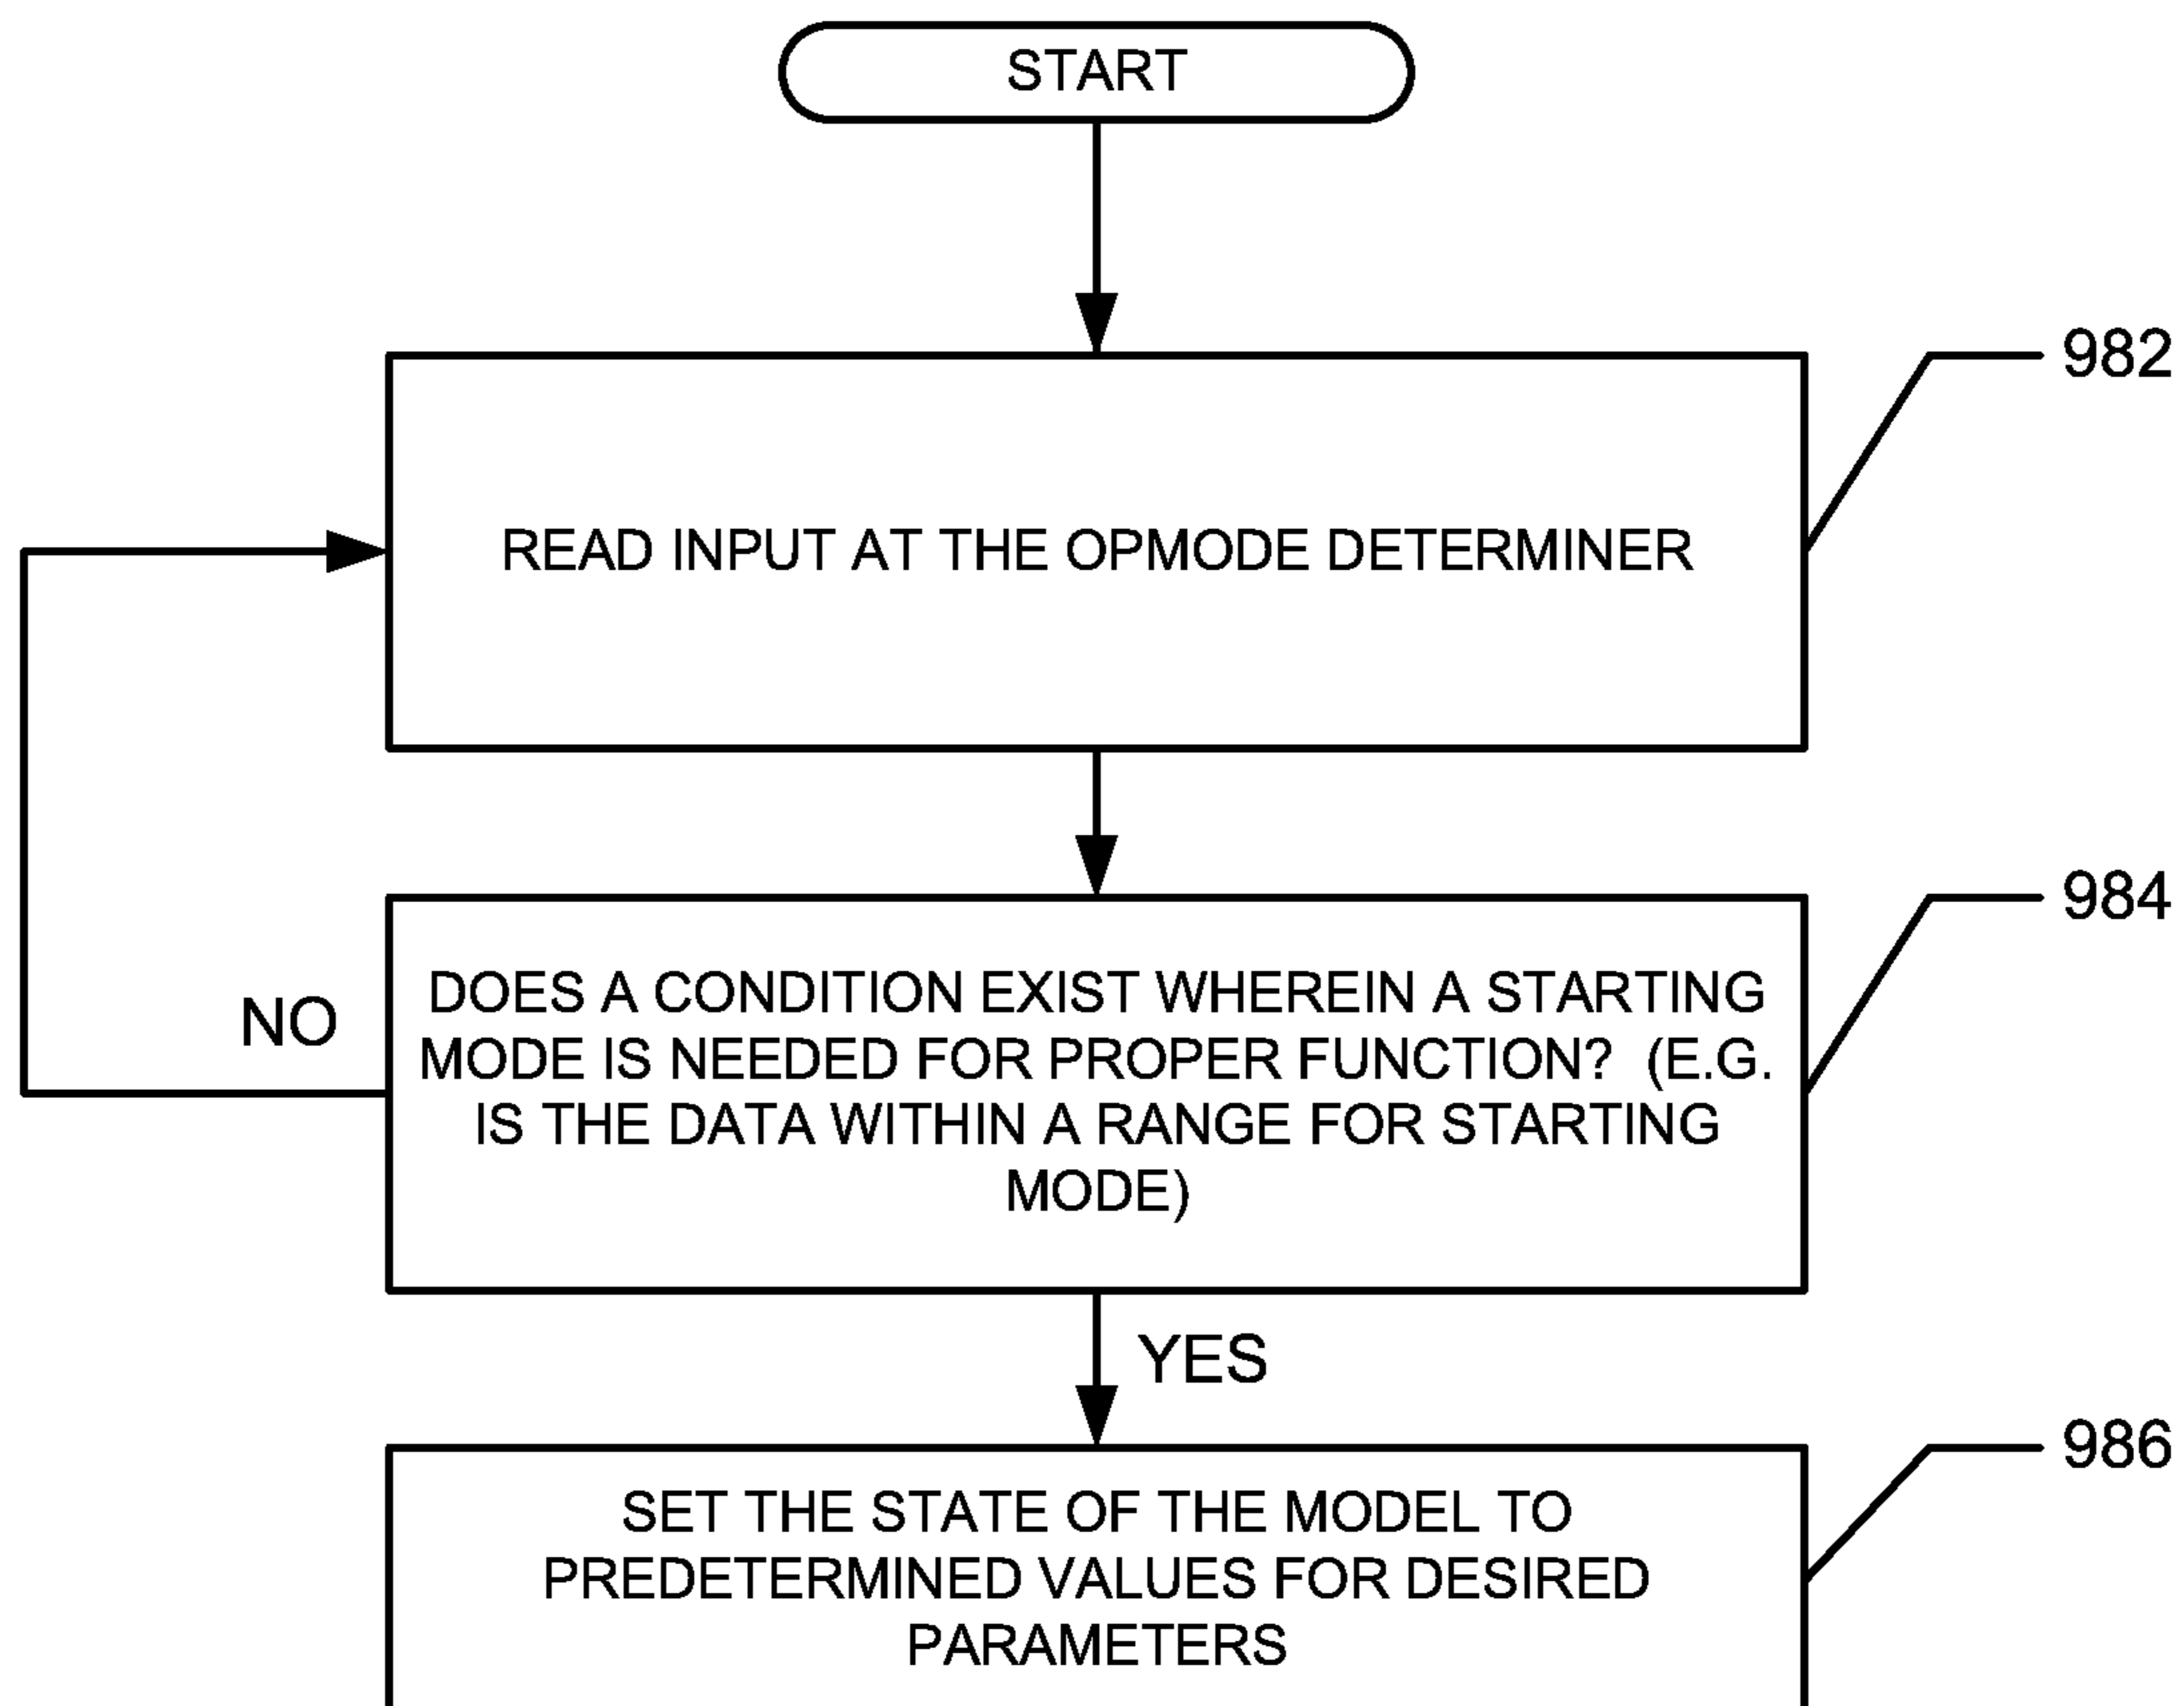 START
982
READ INPUT AT THE OPMODE DETERMINER
984
DOES A CONDITION EXIST WHEREIN A STARTING
MODE IS NEEDED FOR PROPER FUNCTION? (E.G.
IS THE DATA WITHIN A RANGE FOR STARTING
MODE)
NO
YES
986
SET THE STATE OF THE MODEL TO
PREDETERMINED VALUES FOR DESIRED
PARAMETERS